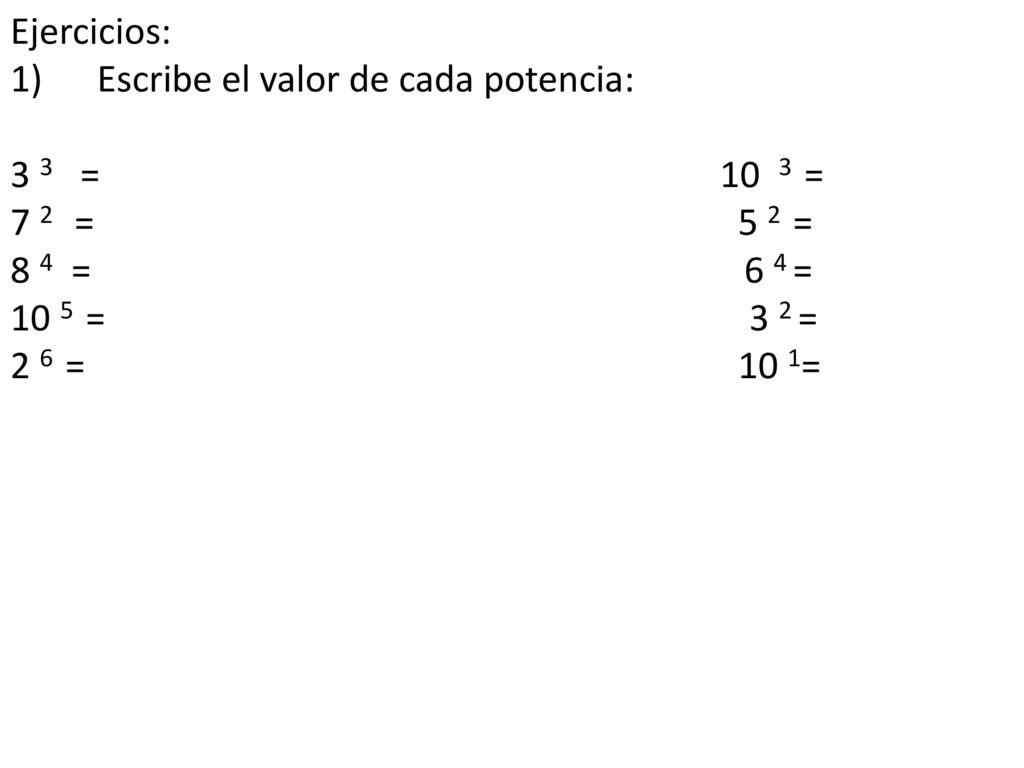 Ejercicios:
1) Escribe el valor de cada potencia:
3 ³ = 10 ³ =
7 ² = 5 ² =
8 ⁴ = 6 ⁴ =
10 ⁵ = 3 ² =
2 ⁶ = 10 ¹=